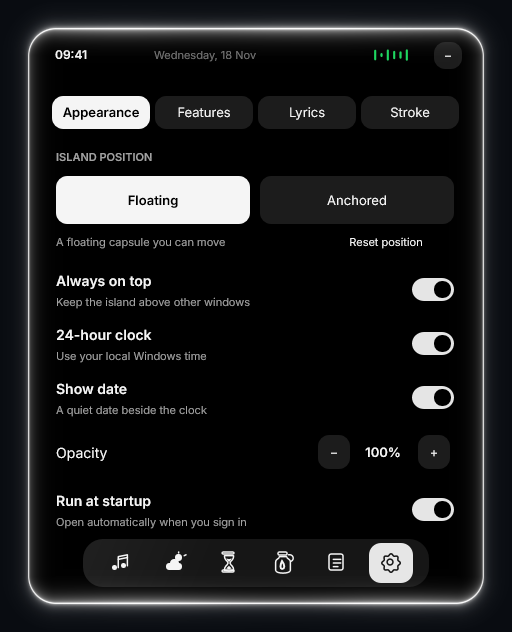 09:41 Wednesday, 18 Nov –
Appearance Features Lyrics Stroke
ISLAND POSITION
Floating Anchored
A floating capsule you can move Reset position
Always on top
Keep the island above other windows
24-hour clock
Use your local Windows time
Show date
A quiet date beside the clock
Opacity – 100% +
Run at startup
Open automatically when you sign in